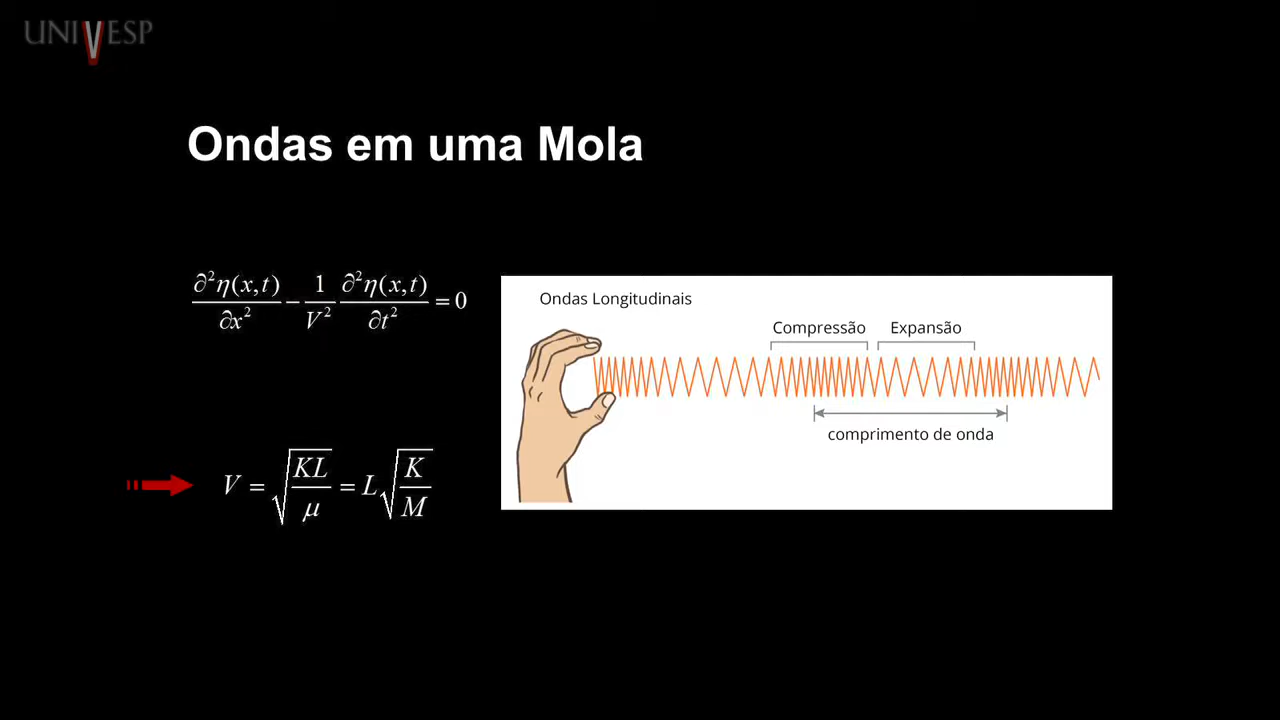 UNIVESP
Ondas em uma Mola
∂²η(x,t)/∂x² − 1/V² ∂²η(x,t)/∂t² = 0
Ondas Longitudinais
Compressão Expansão
comprimento de onda
V = √(KL/μ) = L√(K/M)